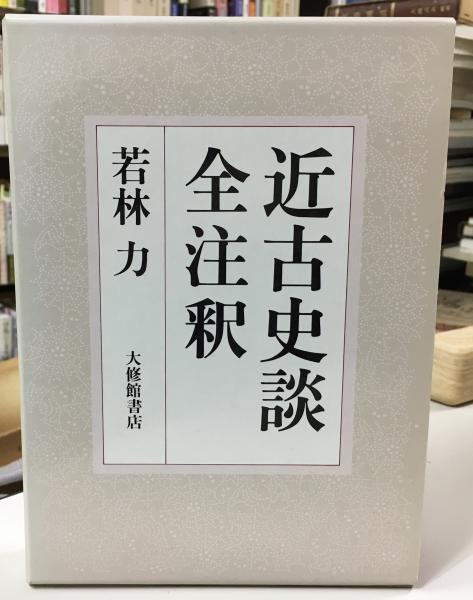 近古史談
全注釈
若林 力
大修館書店